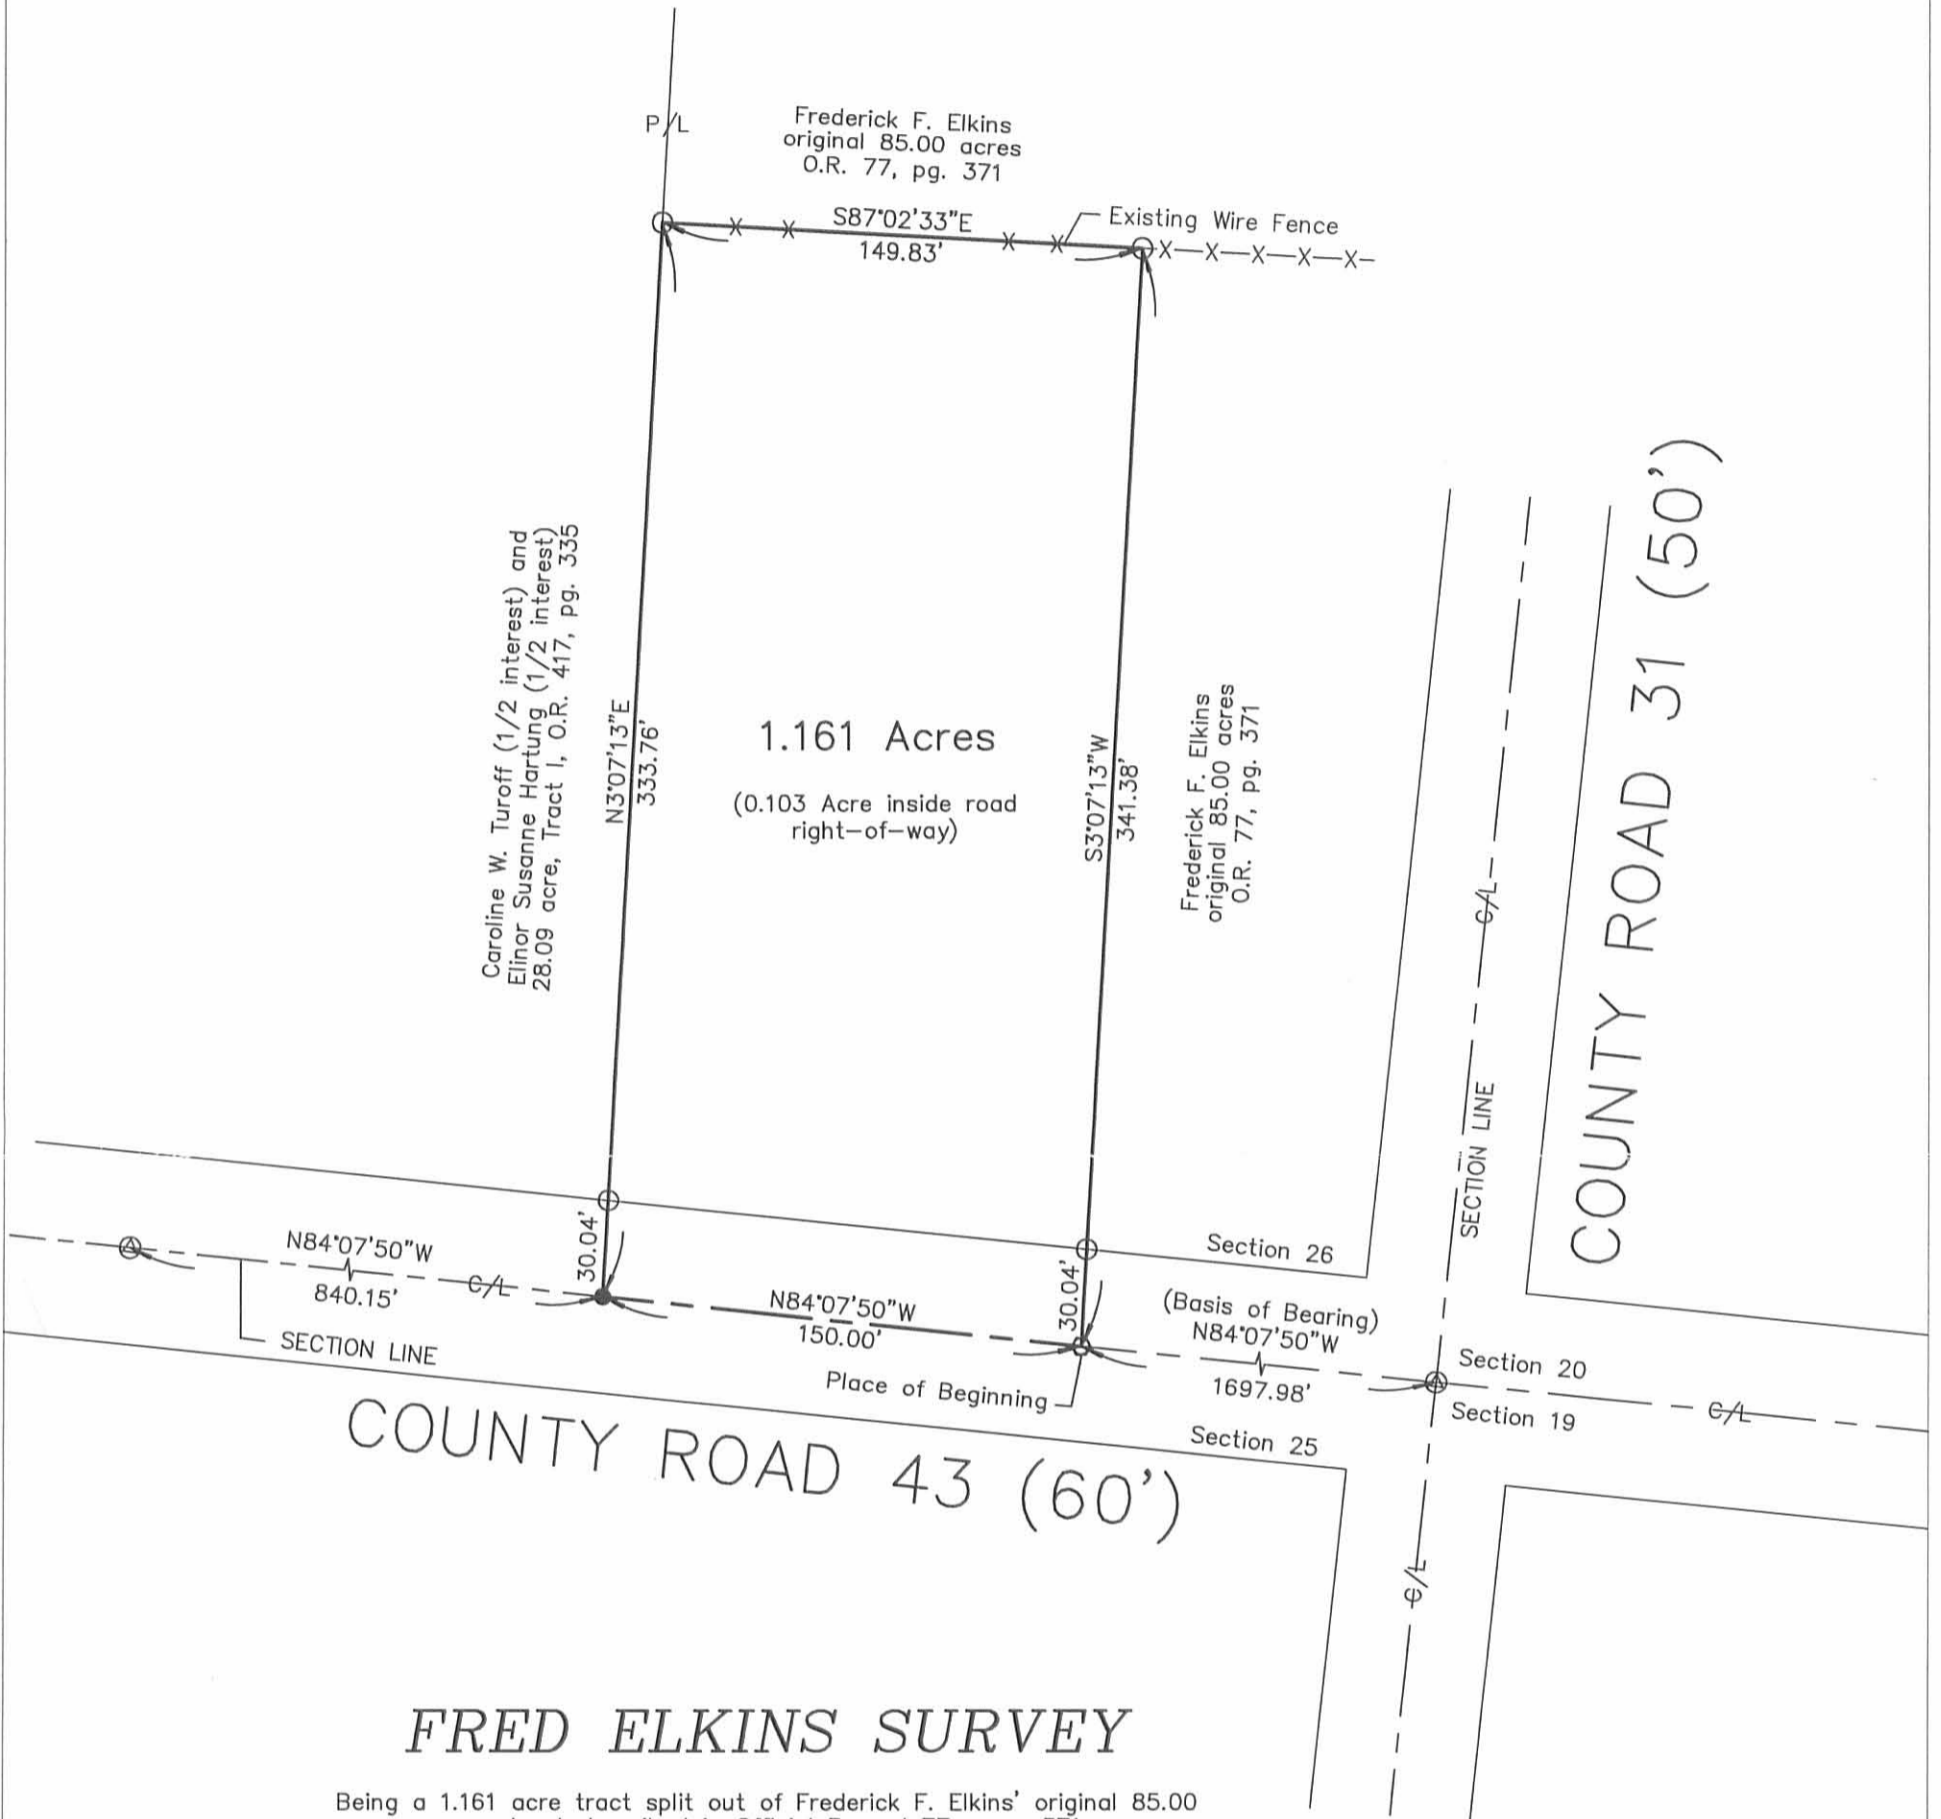 P/L
Frederick F. Elkins
original 85.00 acres
O.R. 77, pg. 371
S87°02'33"E
149.83'
Existing Wire Fence
X—X—X—X—X—
Caroline W. Turoff (1/2 interest) and
Elinor Susanne Hartung (1/2 interest)
28.09 acre, Tract I, O.R. 417, pg. 335
N3°07'13"E
333.76'
1.161 Acres
(0.103 Acre inside road
right-of-way)
S3°07'13"W
341.38'
Frederick F. Elkins
original 85.00 acres
O.R. 77, pg. 371
C/L
SECTION LINE
COUNTY ROAD 31 (50')
N84°07'50"W
840.15'
C/L
SECTION LINE
30.04'
N84°07'50"W
150.00'
30.04'
Place of Beginning
Section 26
(Basis of Bearing)
N84°07'50"W
1697.98'
Section 20
Section 19
C/L
Section 25
COUNTY ROAD 43 (60')
C/L
FRED ELKINS SURVEY
Being a 1.161 acre tract split out of Frederick F. Elkins' original 85.00